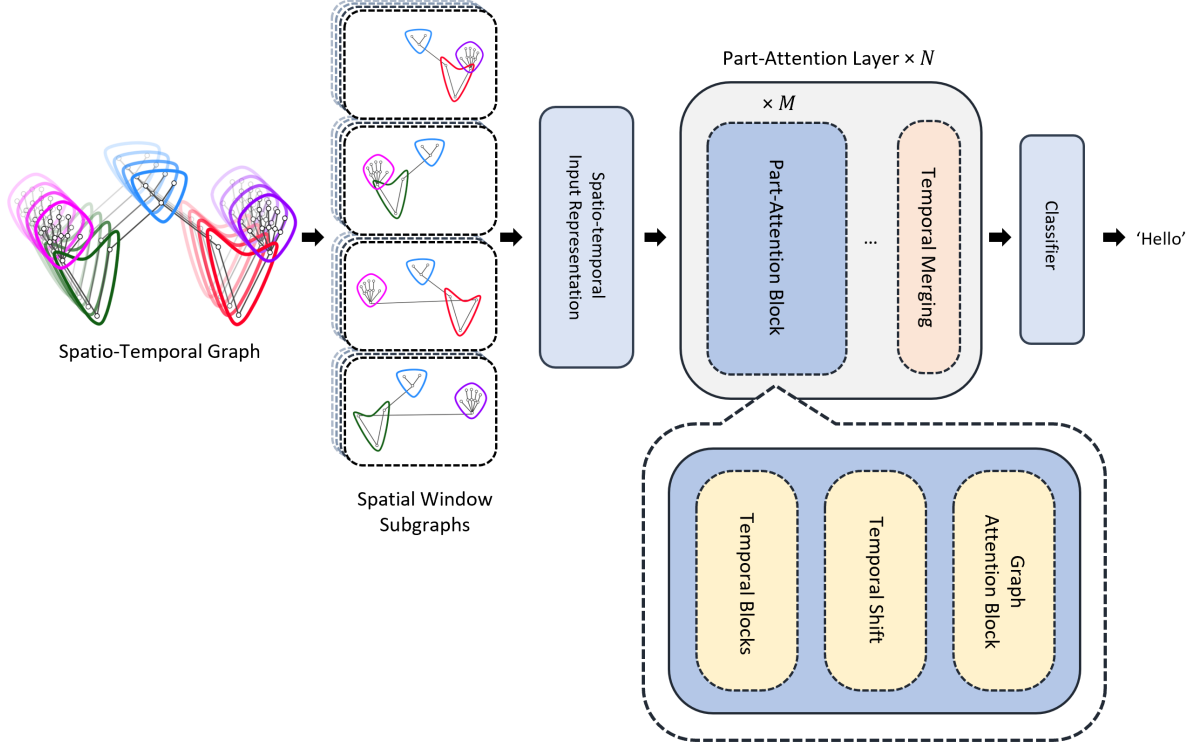 Part-Attention Layer × N
× M
Spatio-temporal
Input Representation
Part-Attention Block
...
Temporal Merging
Classifier
‘Hello’
Spatio-Temporal Graph
Spatial Window
Subgraphs
Temporal Blocks
Temporal Shift
Graph
Attention Block